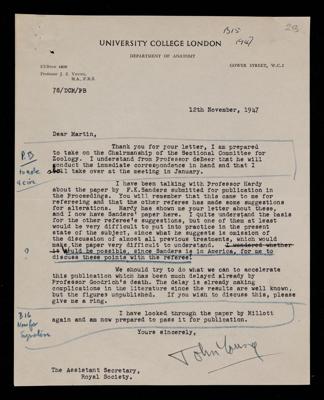 B15
1947
28
UNIVERSITY COLLEGE LONDON
DEPARTMENT OF ANATOMY
Professor J. Z. Young,
M.A., F.R.S.
GOWER STREET, W.C.1
78/DCM/PB
12th November, 1947
Dear Martin,
Thank you for your letter, I am prepared
to take on the Chairmanship of the Sectional Committee for
Zoology. I understand from Professor deBeer that he will
conduct the immediate correspondence in hand and that I
shall take over at the meeting in January.
I have been talking with Professor Hardy
about the paper by F.K.Sanders submitted for publication in
the Proceedings. You will remember that this came to me for
refereeing and that the other referee has made some suggestions
for alterations. Hardy has shown me your letter about these,
and I now have Sanders' paper here. I quite understand the basis
for the other referee's suggestions, but one of them at least
would be very difficult to put into practice in the present
state of the subject, since what he suggests is omission of
the discussion of almost all previous treatments, which would
make the paper very difficult to understand. I wondered whether
it would be possible, since Sanders is in America, for me to
discuss these points with the referee?
We should try to do what we can to accelerate
this publication which has been much delayed already by
Professor Goodrich's death. The delay is already making
complications in the literature since the results are well known,
but the figures unpublished. If you wish to discuss this, please
give me a ring.
I have looked through the paper by Millott
again and am now prepared to pass it for publication.
Yours sincerely,
John Young
The Assistant Secretary,
Royal Society.